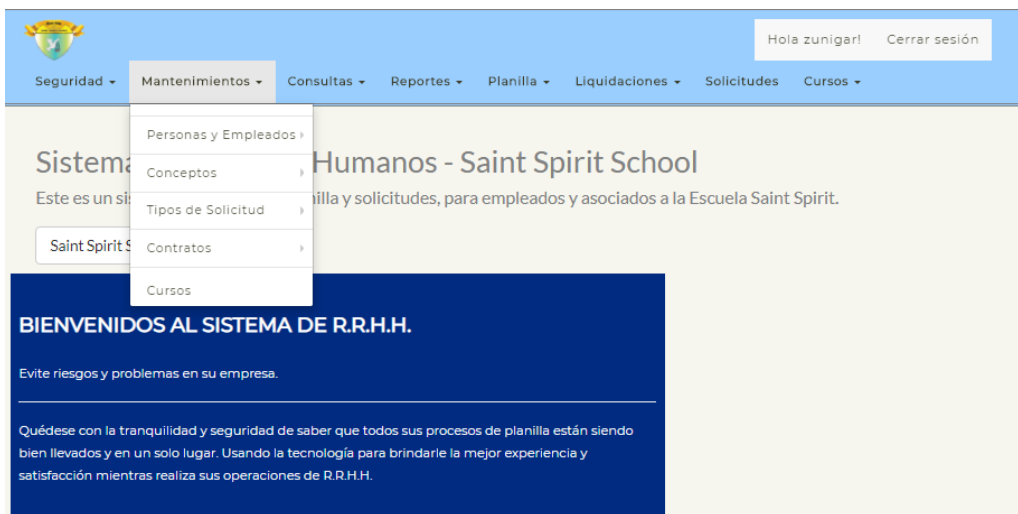 Hola zunigar! Cerrar sesión
Seguridad Mantenimientos Consultas Reportes Planilla Liquidaciones Solicitudes Cursos
Personas y Empleados
Sistema Humanos - Saint Spirit School
Conceptos
Este es un illa y solicitudes, para empleados y asociados a la Escuela Saint Spirit.
Tipos de Solicitud
Saint Spirit
Contratos
Cursos
BIENVENIDOS AL SISTEMA DE R.R.H.H.
Evite riesgos y problemas en su empresa.
Quédese con la tranquilidad y seguridad de saber que todos sus procesos de planilla están siendo
bien llevados y en un solo lugar. Usando la tecnología para brindarle la mejor experiencia y
satisfacción mientras realiza sus operaciones de R.R.H.H.